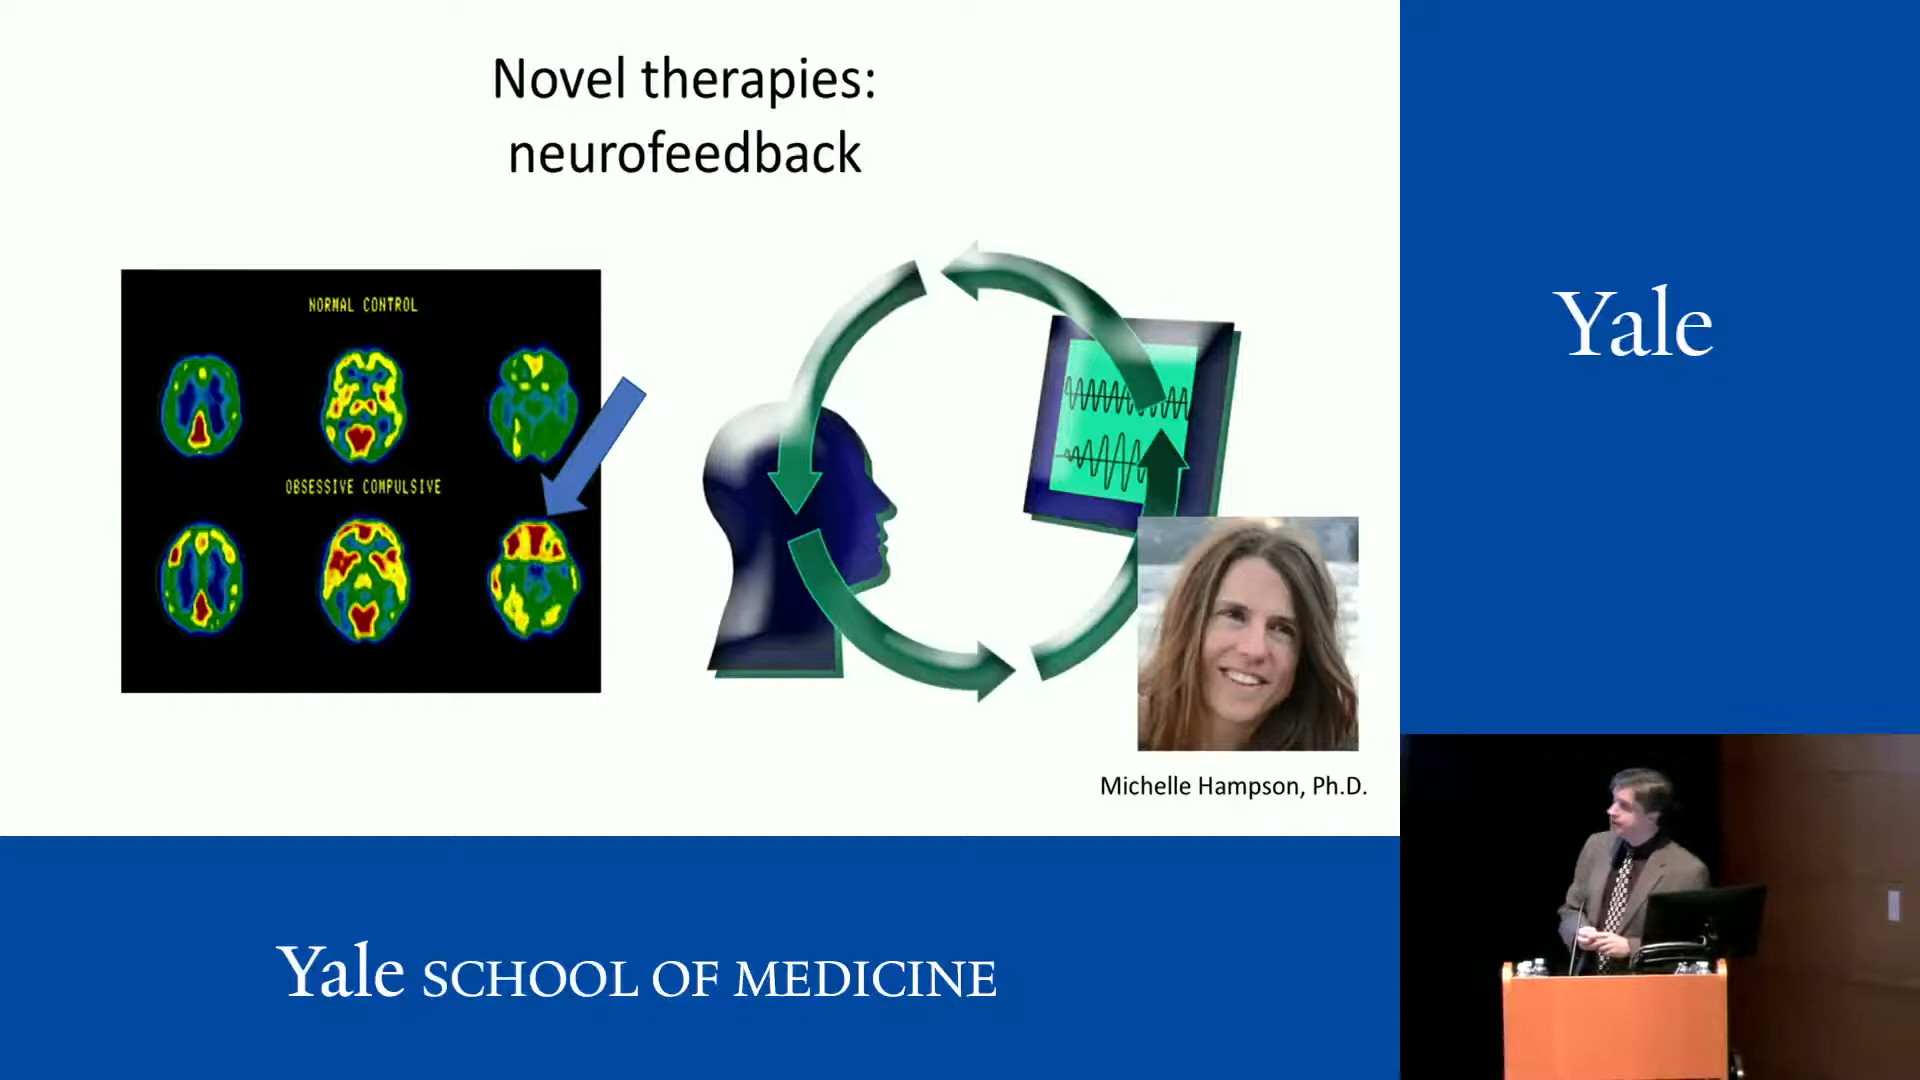 Novel therapies:
neurofeedback
NORMAL CONTROL
OBSESSIVE COMPULSIVE
Michelle Hampson, Ph.D.
Yale
Yale SCHOOL OF MEDICINE